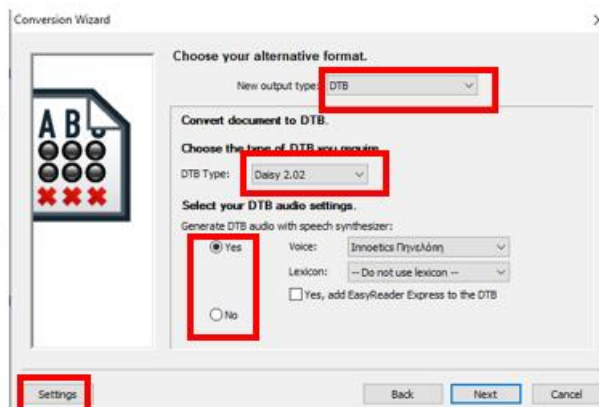 Conversion Wizard
Choose your alternative format.
New output type: DTB
Convert document to DTB.
Choose the type of DTB you require
DTB Type: Daisy 2.02
Select your DTB audio settings.
Generate DTB audio with speech synthesizer:
Yes Voice: Innoetics Πηνελόπη
Lexicon: -- Do not use lexicon --
Yes, add EasyReader Express to the DTB
No
A B
Settings Back Next Cancel